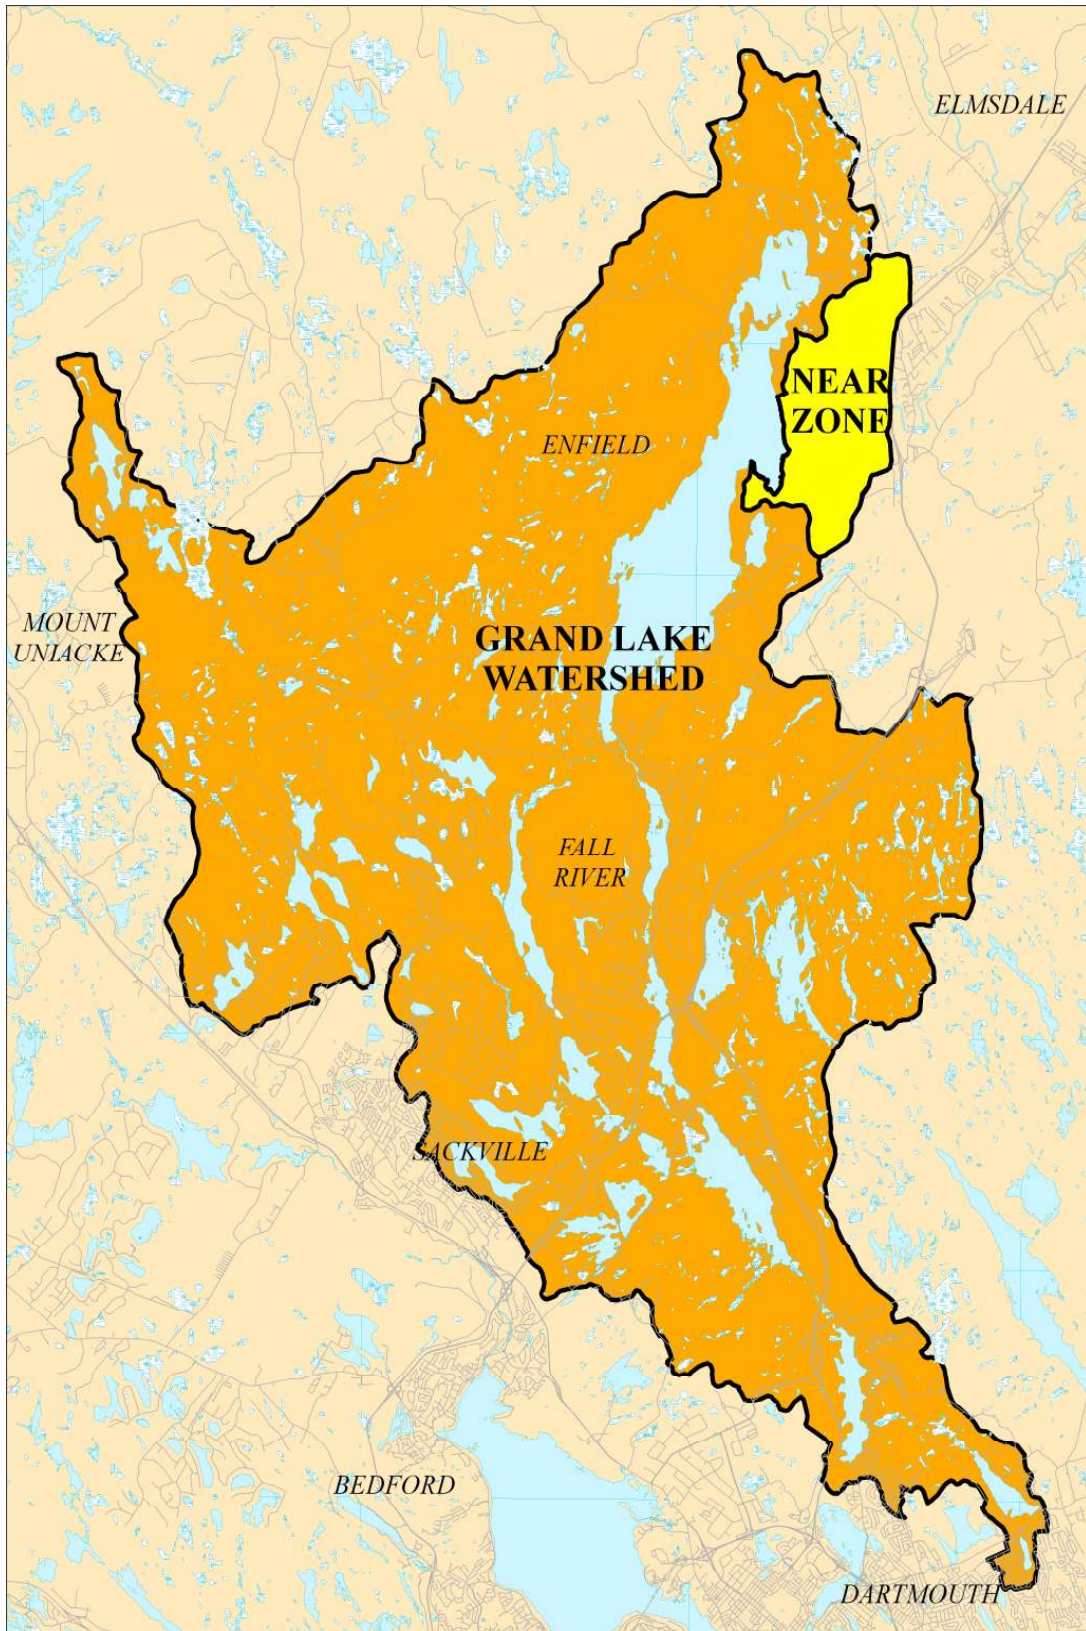 ELMSDALE
NEAR
ZONE
ENFIELD
MOUNT
UNIACKE
GRAND LAKE
WATERSHED
FALL
RIVER
SACKVILLE
BEDFORD
DARTMOUTH